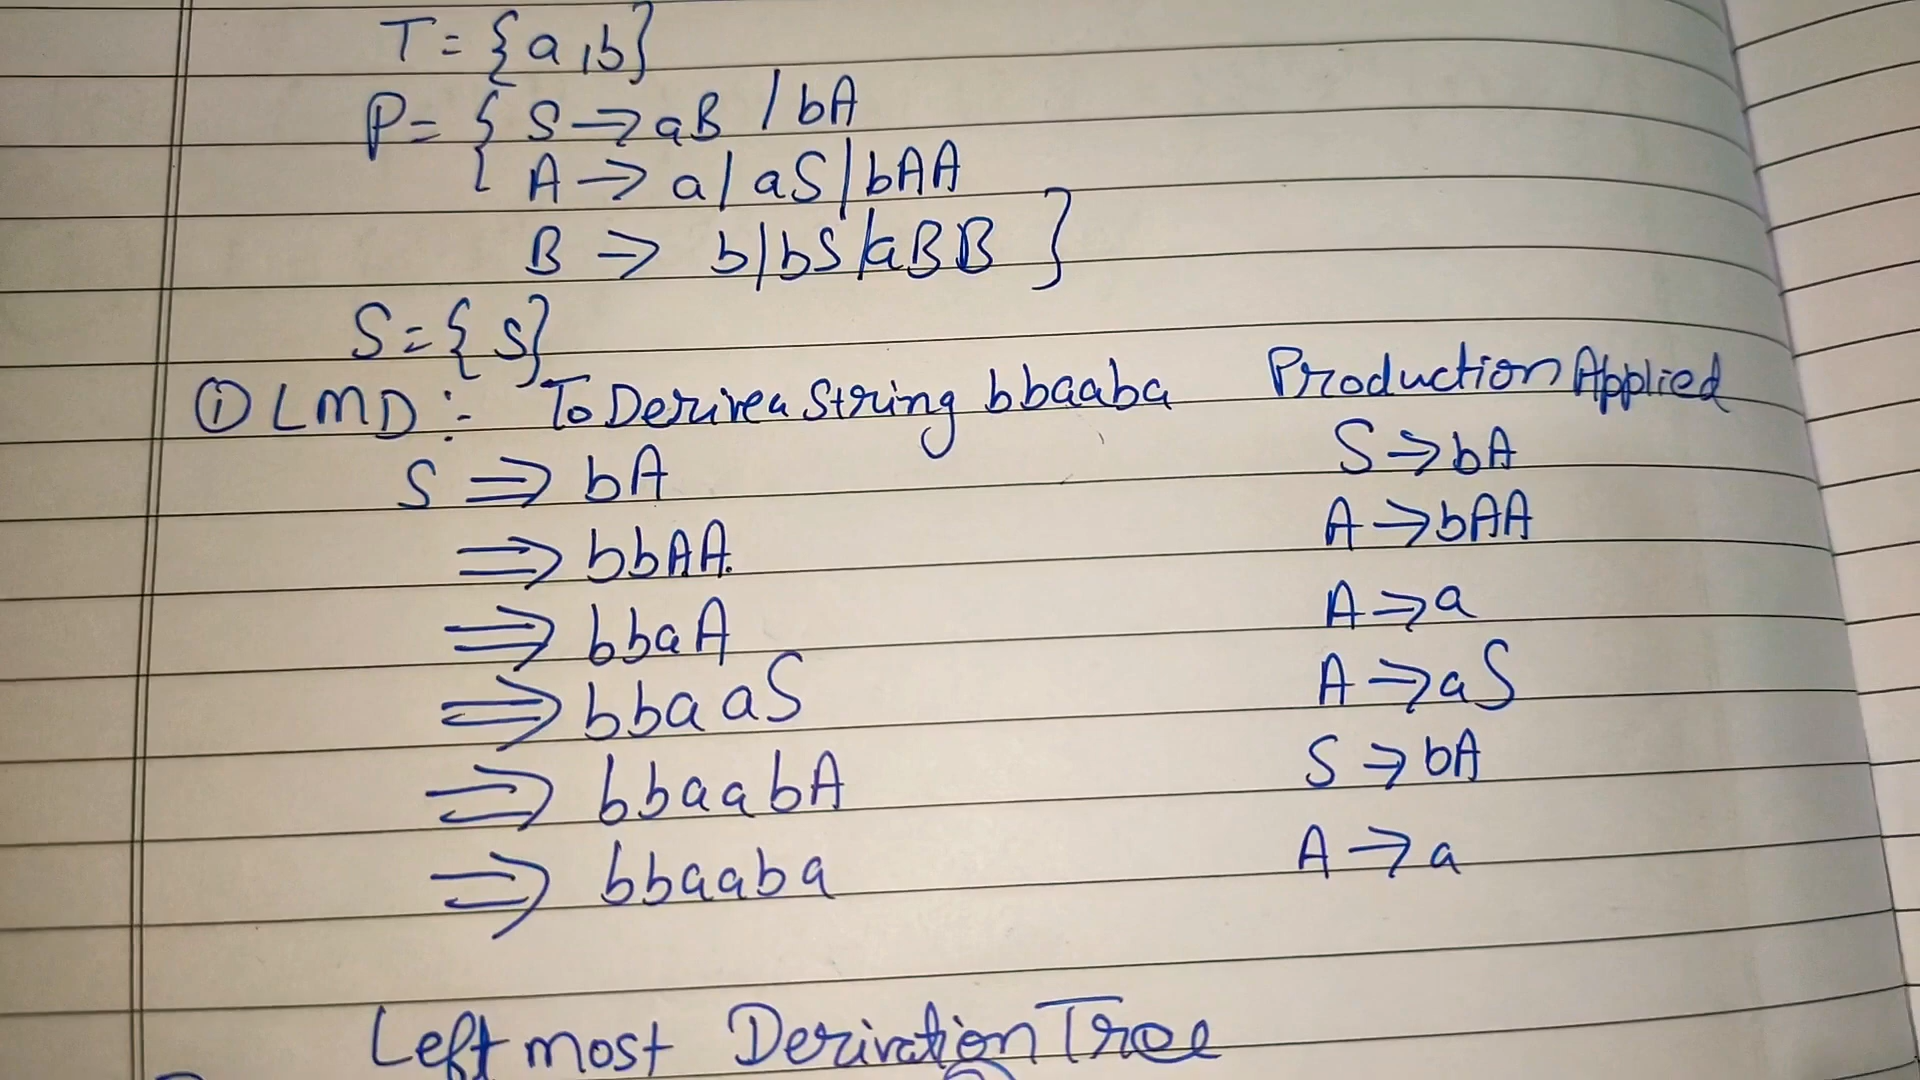 T = {a,b}
P = { S → aB / bA
A → a / aS / bAA
B → b / bS / aBB }
S = { S }
① LMD :- To Derive a String bbaaba Production Applied
S ⇒ bA S → bA
⇒ bbAA. A → bAA
⇒ bbaA A → a
⇒ bbaaS A → aS
⇒ bbaabA S → bA
⇒ bbaaba A → a
Left most Derivation Tree